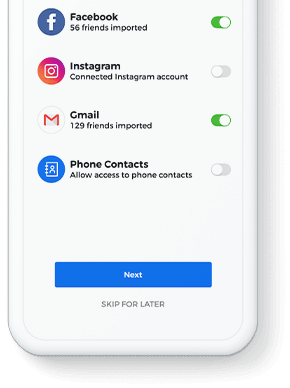 Facebook
56 friends imported
Instagram
Connected Instagram account
Gmail
129 friends imported
Phone Contacts
Allow access to phone contacts
Next
SKIP FOR LATER